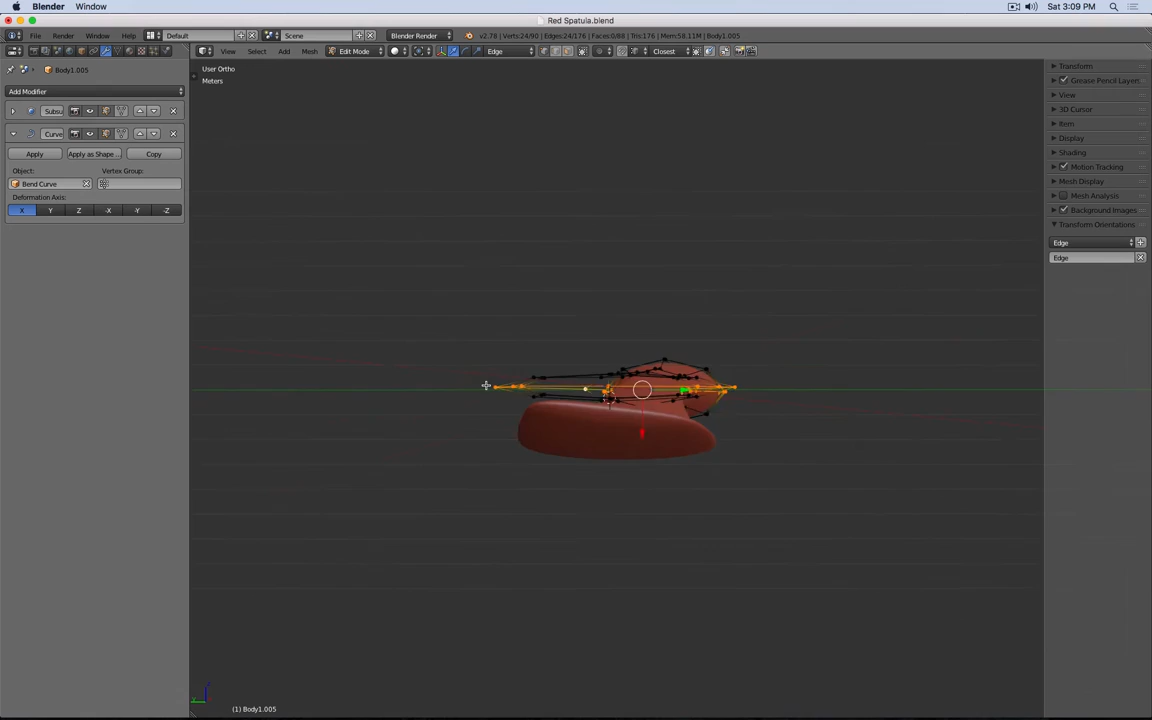 Blender Window Sat 3:09 PM
Red Spatula.blend
File Render Window Help Default Scene Blender Render v2.78 | Verts:24/90 | Edges:24/176 | Faces:0/88 | Tris:176 | Mem:58.11M | Body1.005
View Select Add Mesh Edit Mode Edge Closest
Body1.005
Add Modifier
Subsu
Curve
Apply Apply as Shape ... Copy
Object: Vertex Group:
Bend Curve
Deformation Axis:
X Y Z -X -Y -Z
User Ortho
Meters
(1) Body1.005
Transform
Grease Pencil Layers
View
3D Cursor
Item
Display
Shading
Motion Tracking
Mesh Display
Mesh Analysis
Background Images
Transform Orientations
Edge
Edge